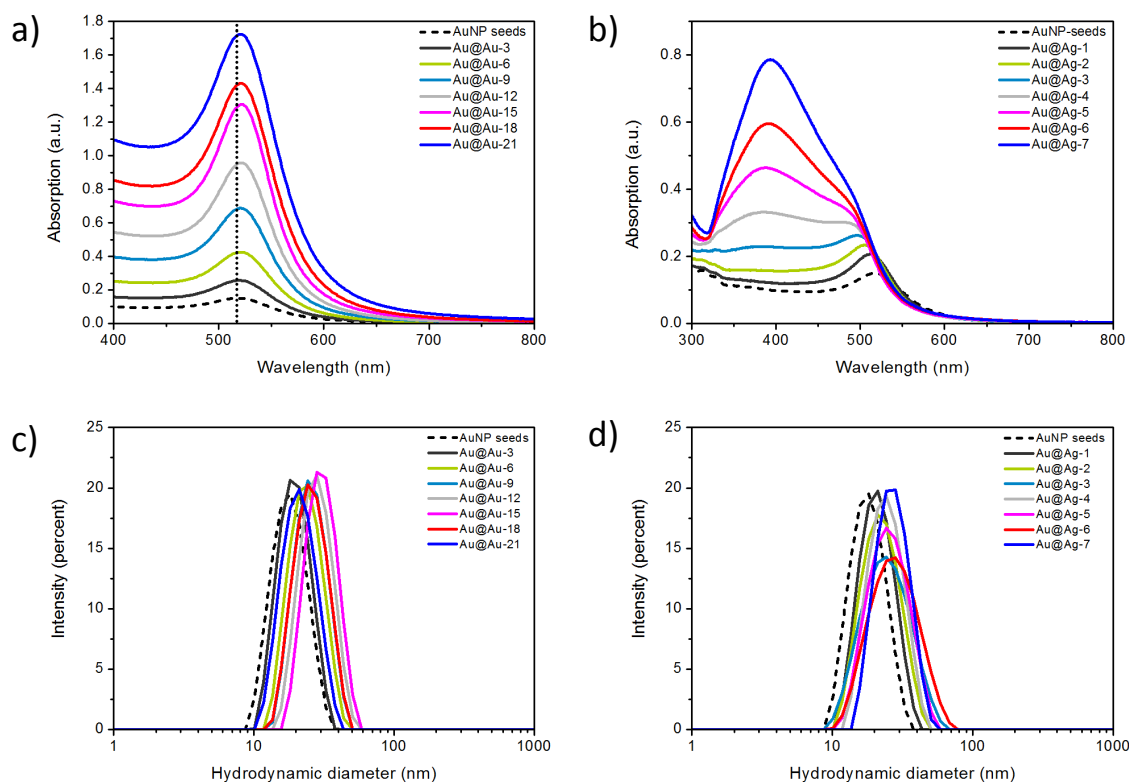 a)
1.8
1.6
1.4
1.2
1.0
0.8
0.6
0.4
0.2
0.0
Absorption (a.u.)
400
500
600
700
800
Wavelength (nm)
AuNP seeds
Au@Au-3
Au@Au-6
Au@Au-9
Au@Au-12
Au@Au-15
Au@Au-18
Au@Au-21
b)
0.8
0.6
0.4
0.2
0.0
Absorption (a.u.)
300
400
500
600
700
800
Wavelength (nm)
AuNP-seeds
Au@Ag-1
Au@Ag-2
Au@Ag-3
Au@Ag-4
Au@Ag-5
Au@Ag-6
Au@Ag-7
c)
25
20
15
10
5
0
Intensity (percent)
1
10
100
1000
Hydrodynamic diameter (nm)
AuNP seeds
Au@Au-3
Au@Au-6
Au@Au-9
Au@Au-12
Au@Au-15
Au@Au-18
Au@Au-21
d)
25
20
15
10
5
0
Intensity (percent)
1
10
100
1000
Hydrodynamic diameter (nm)
AuNP seeds
Au@Ag-1
Au@Ag-2
Au@Ag-3
Au@Ag-4
Au@Ag-5
Au@Ag-6
Au@Ag-7